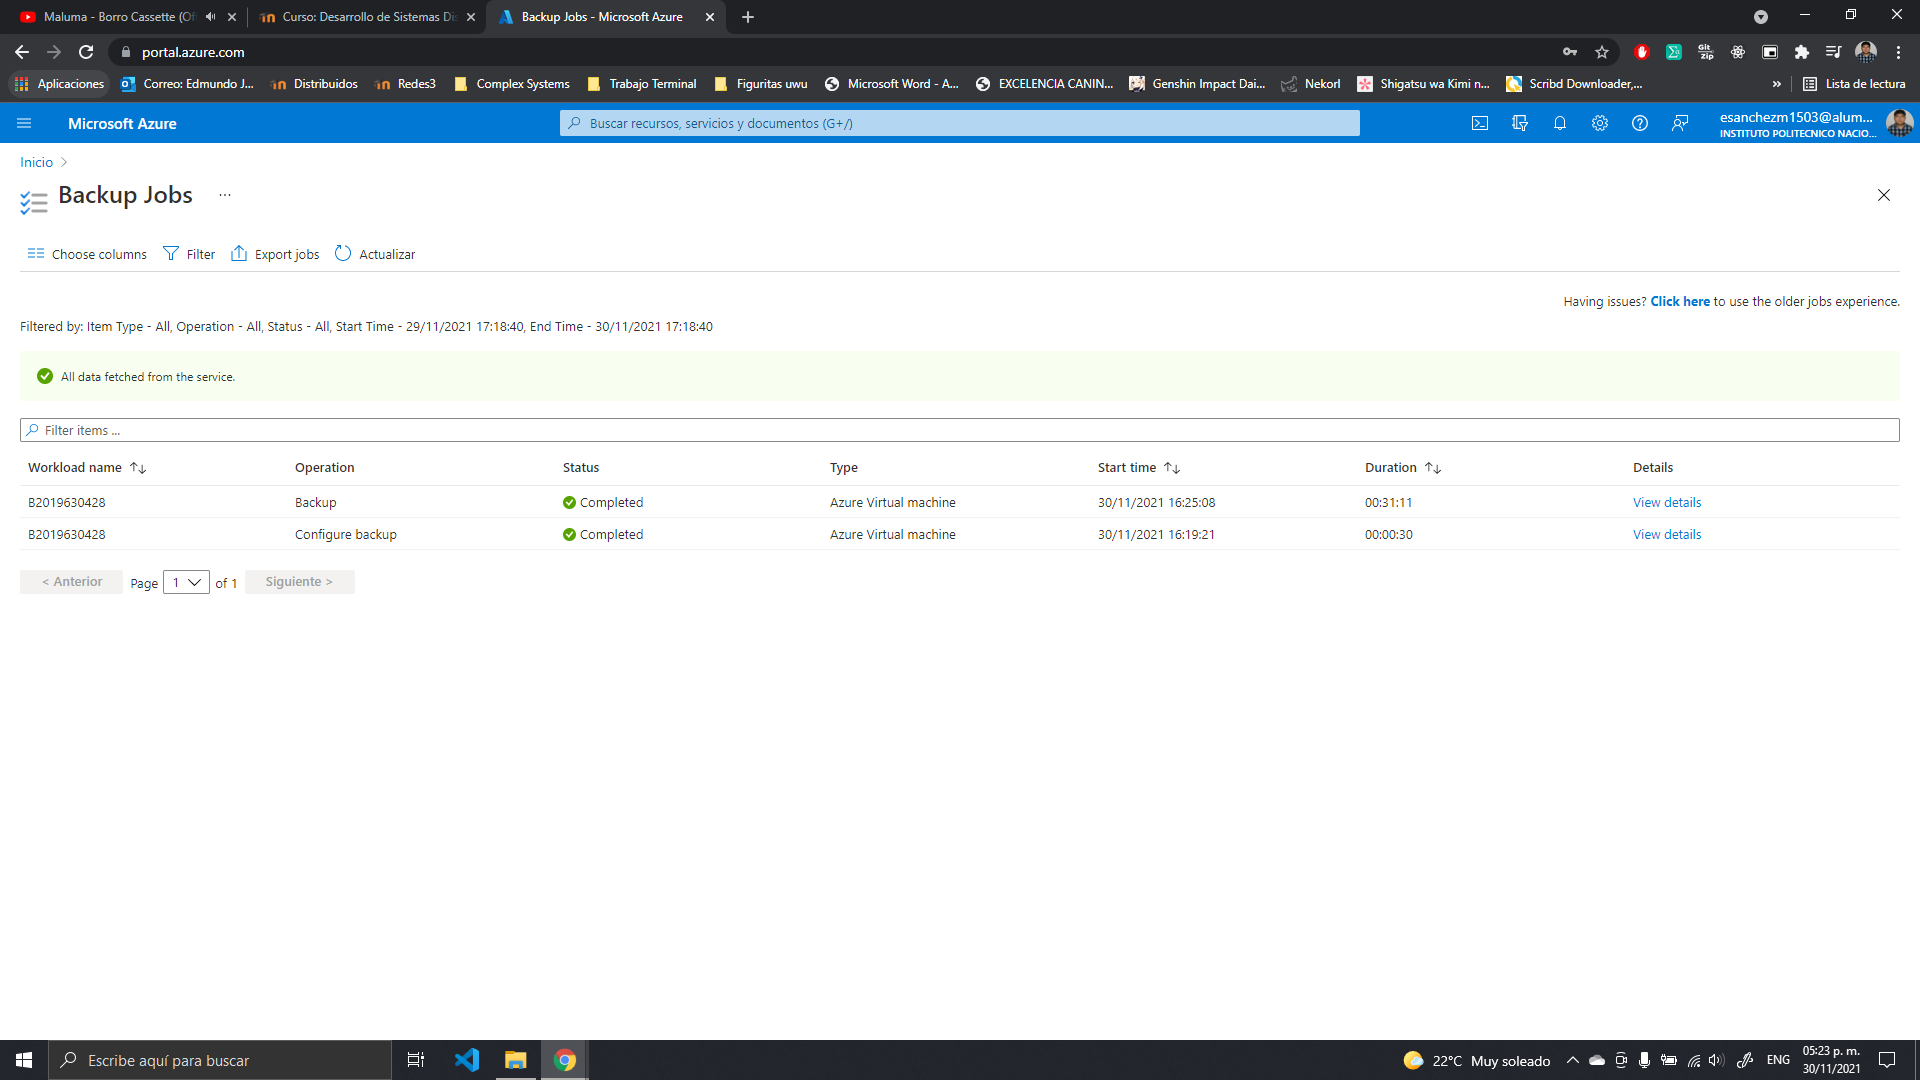 Maluma - Borro Cassette (Of
Curso: Desarrollo de Sistemas Dis
Backup Jobs - Microsoft Azure
portal.azure.com
Git
zip
Aplicaciones
Correo: Edmundo J...
Distribuidos
Redes3
Complex Systems
Trabajo Terminal
Figuritas uwu
Microsoft Word - A...
EXCELENCIA CANIN...
Genshin Impact Dai...
Nekorl
Shigatsu wa Kimi n...
Scribd Downloader,...
»
Lista de lectura
Microsoft Azure
Buscar recursos, servicios y documentos (G+/)
esanchezm1503@alum...
INSTITUTO POLITECNICO NACIO...
Inicio >
Backup Jobs ...
Choose columns
Filter
Export jobs
Actualizar
Having issues? Click here to use the older jobs experience.
Filtered by: Item Type - All, Operation - All, Status - All, Start Time - 29/11/2021 17:18:40, End Time - 30/11/2021 17:18:40
All data fetched from the service.
Filter items ...
Workload name Operation Status Type Start time Duration Details
B2019630428 Backup Completed Azure Virtual machine 30/11/2021 16:25:08 00:31:11 View details
B2019630428 Configure backup Completed Azure Virtual machine 30/11/2021 16:19:21 00:00:30 View details
< Anterior Page 1 of 1 Siguiente >
Escribe aquí para buscar
22°C Muy soleado
ENG
05:23 p. m.
30/11/2021